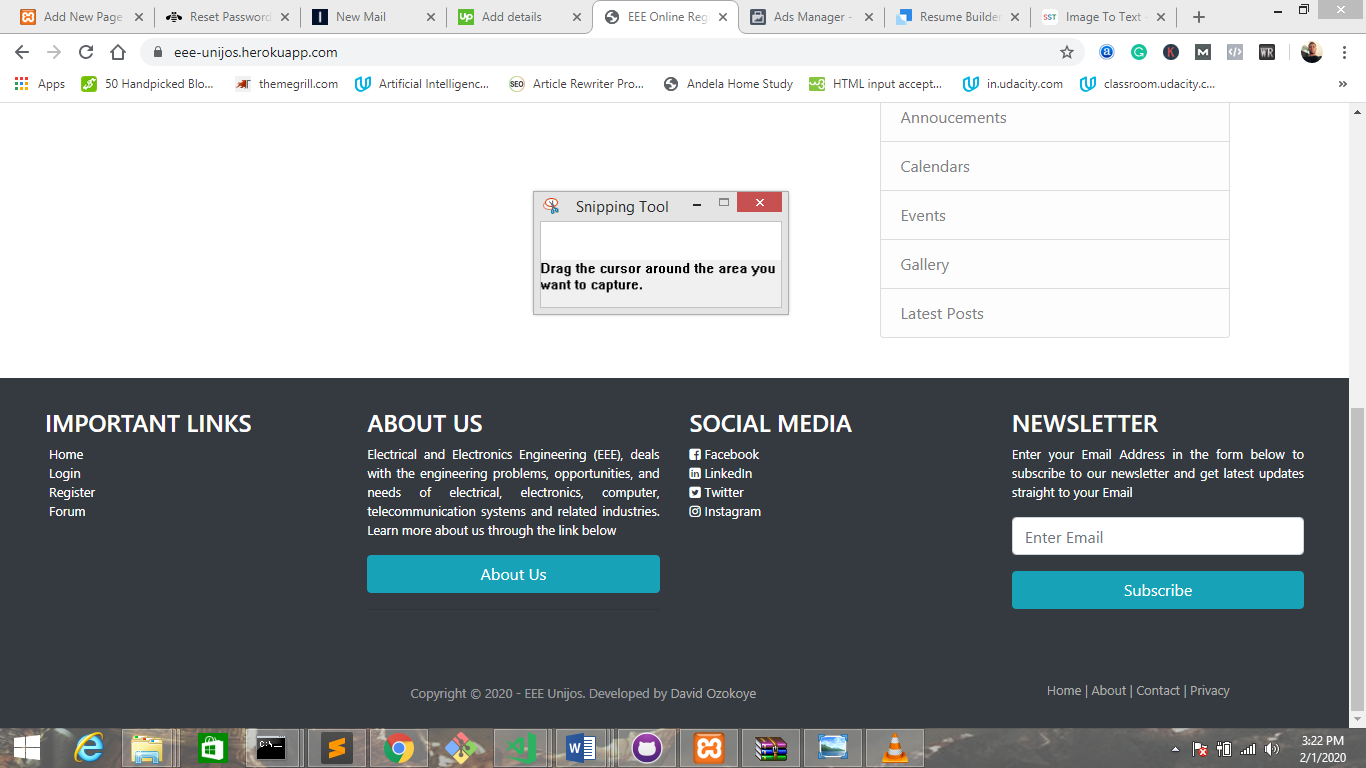 Add New Page
Reset Password
New Mail
Add details
EEE Online Reg
Ads Manager -
Resume Builder
SST
Image To Text
Up
eee-unijos.herokuapp.com
Apps
50 Handpicked Blo...
themegrill.com
Artificial Intelligenc...
SEO
Article Rewriter Pro...
Andela Home Study
HTML input accept...
in.udacity.com
classroom.udacity.c...
»
Annoucements
Calendars
Events
Gallery
Latest Posts
Snipping Tool
Drag the cursor around the area you
want to capture.
IMPORTANT LINKS
Home
Login
Register
Forum
ABOUT US
Electrical and Electronics Engineering (EEE), deals
with the engineering problems, opportunities, and
needs of electrical, electronics, computer,
telecommunication systems and related industries.
Learn more about us through the link below
About Us
SOCIAL MEDIA
Facebook
LinkedIn
Twitter
Instagram
NEWSLETTER
Enter your Email Address in the form below to
subscribe to our newsletter and get latest updates
straight to your Email
Enter Email
Subscribe
Copyright © 2020 - EEE Unijos. Developed by David Ozokoye
Home | About | Contact | Privacy
3:22 PM
2/1/2020